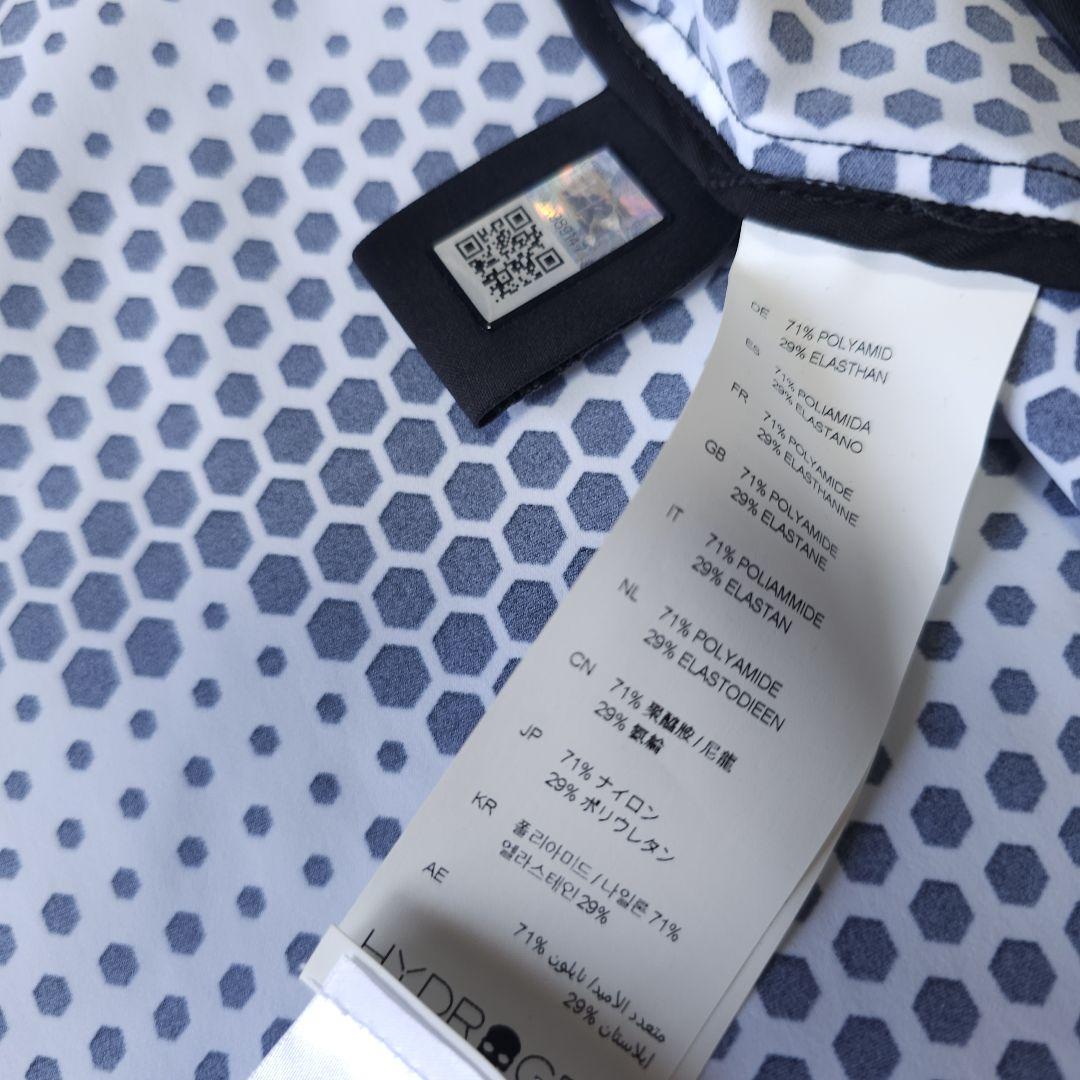 DE 71% POLYAMID
29% ELASTHAN
ES 71% POLIAMIDA
29% ELASTANO
FR 71% POLYAMIDE
29% ELASTHANNE
GB 71% POLYAMIDE
29% ELASTANE
IT 71% POLIAMMIDE
29% ELASTAN
NL 71% POLYAMIDE
29% ELASTODIEEN
CN 71% 聚醯胺/尼龍
29% 氨綸
JP 71% ナイロン
29% ポリウレタン
KR 폴리아미드/나일론 71%
엘라스테인 29%
AE متعدد الاميد/ نايلون 71%
ايلاستان 29%
HYDROGE